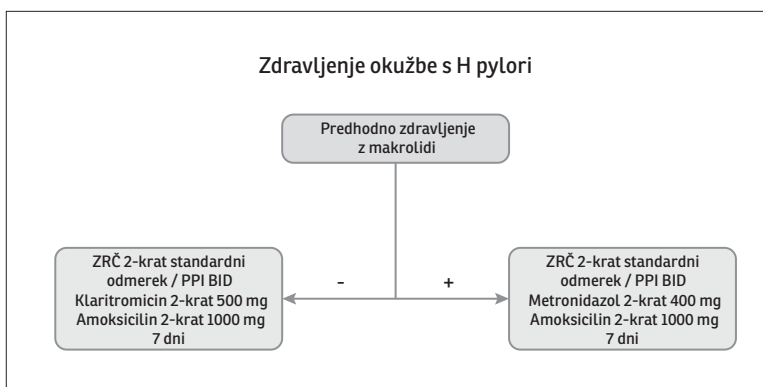 Zdravljenje okužbe s H pylori
Predhodno zdravljenje
z makrolidi
ZRČ 2-krat standardni
odmerek / PPI BID
Klaritromicin 2-krat 500 mg
Amoksicilin 2-krat 1000 mg
7 dni
-
+
ZRČ 2-krat standardni
odmerek / PPI BID
Metronidazol 2-krat 400 mg
Amoksicilin 2-krat 1000 mg
7 dni